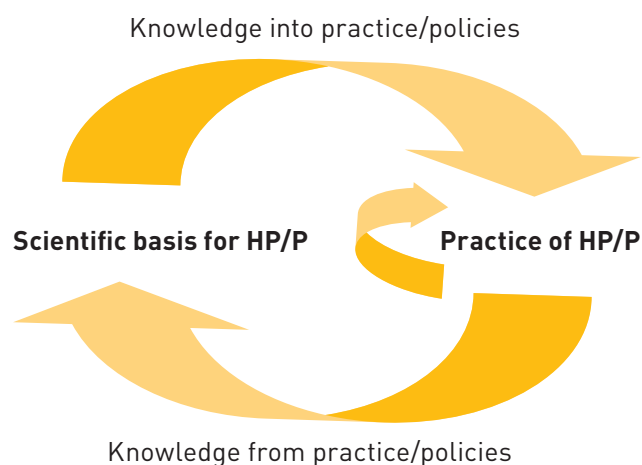 Knowledge into practice/policies
Scientific basis for HP/P
Practice of HP/P
Knowledge from practice/policies